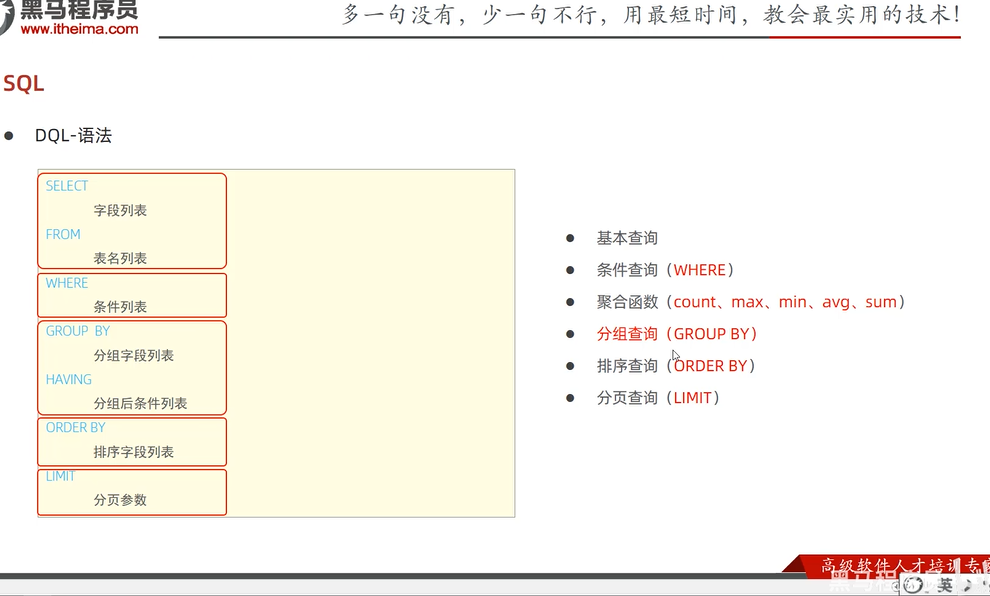 黑马程序员
www.itheima.com
多一句没有，少一句不行，用最短时间，教会最实用的技术！
SQL
● DQL-语法
SELECT
字段列表
FROM
表名列表
WHERE
条件列表
GROUP BY
分组字段列表
HAVING
分组后条件列表
ORDER BY
排序字段列表
LIMIT
分页参数
● 基本查询
● 条件查询（WHERE）
● 聚合函数（count、max、min、avg、sum）
● 分组查询（GROUP BY）
● 排序查询（ORDER BY）
● 分页查询（LIMIT）
高级软件人才培训专
黑马程序员
英